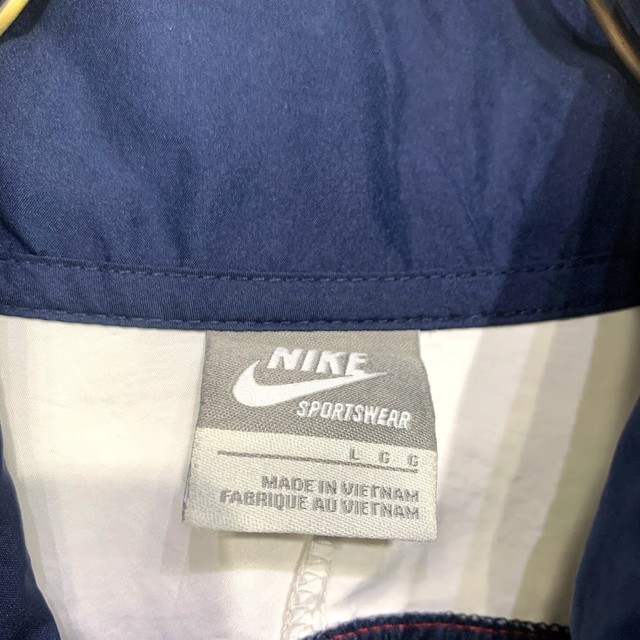 NIKE
SPORTSWEAR
L G G
MADE IN VIETNAM
FABRIQUE AU VIETNAM